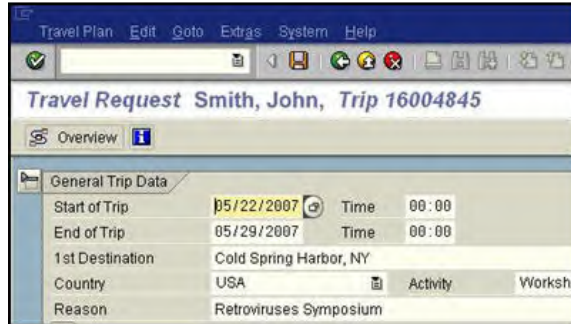 Travel Plan Edit Goto Extras System Help
Travel Request Smith, John, Trip 16004845
Overview
General Trip Data
Start of Trip 05/22/2007 Time 00:00
End of Trip 05/29/2007 Time 00:00
1st Destination Cold Spring Harbor, NY
Country USA Activity Worksh
Reason Retroviruses Symposium